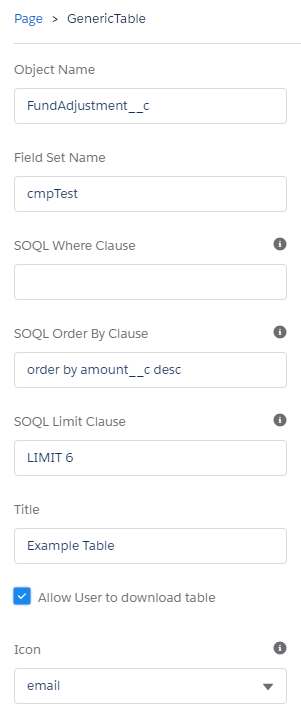 Page > GenericTable
Object Name
FundAdjustment__c
Field Set Name
cmpTest
SOQL Where Clause
SOQL Order By Clause
order by amount__c desc
SOQL Limit Clause
LIMIT 6
Title
Example Table
Allow User to download table
Icon
email